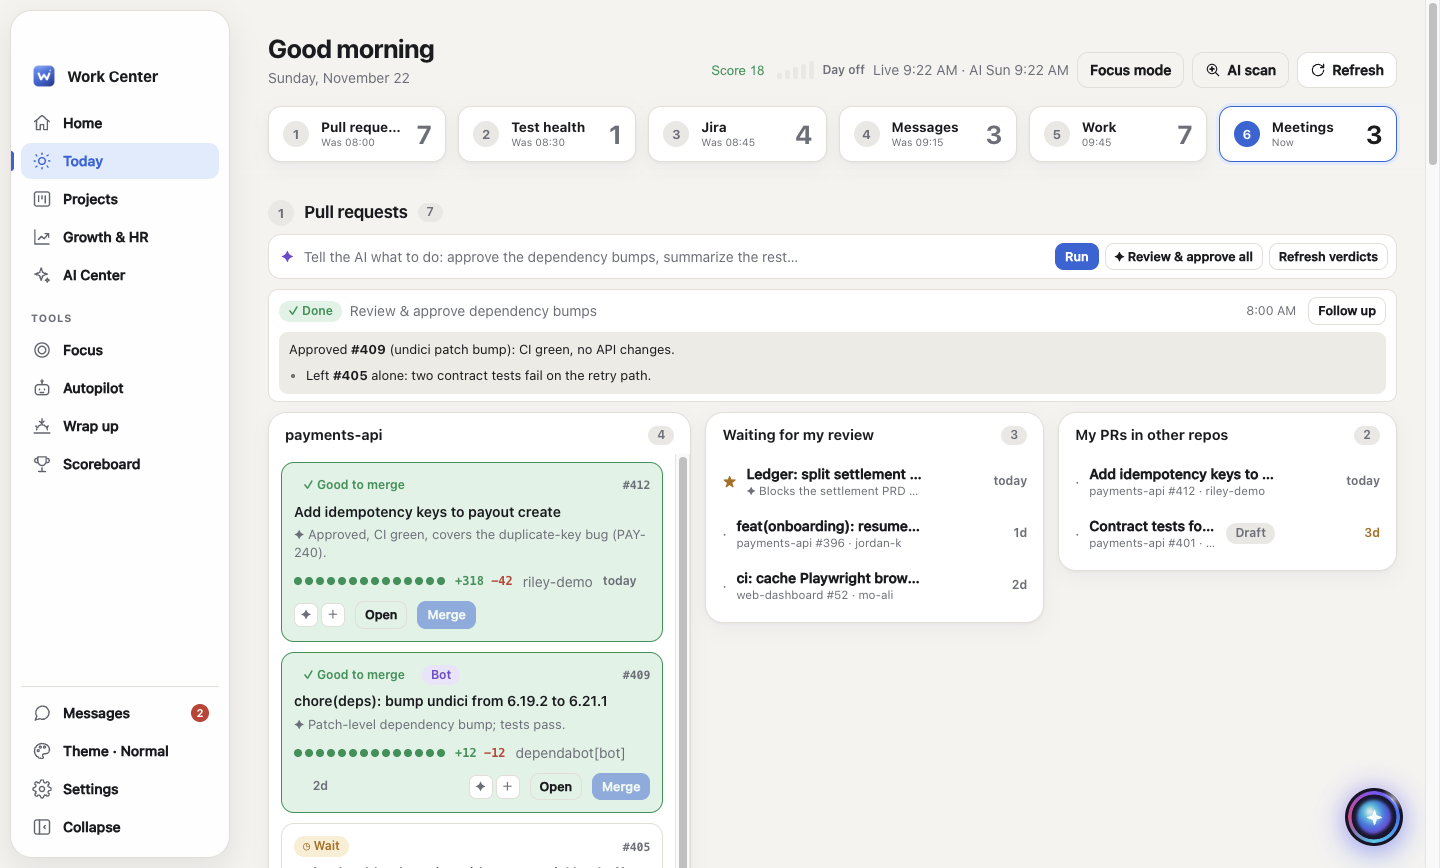 Work Center
Home
Today
Projects
Growth & HR
AI Center
TOOLS
Focus
Autopilot
Wrap up
Scoreboard
Messages 2
Theme · Normal
Settings
Collapse
Good morning
Sunday, November 22
Score 18 Day off Live 9:22 AM · AI Sun 9:22 AM Focus mode AI scan Refresh
1 Pull reque... Was 08:00 7
2 Test health Was 08:30 1
3 Jira Was 08:45 4
4 Messages Was 09:15 3
5 Work 09:45 7
6 Meetings Now 3
1 Pull requests 7
Tell the AI what to do: approve the dependency bumps, summarize the rest... Run ✦ Review & approve all Refresh verdicts
✓ Done Review & approve dependency bumps 8:00 AM Follow up
Approved #409 (undici patch bump): CI green, no API changes.
• Left #405 alone: two contract tests fail on the retry path.
payments-api 4
✓ Good to merge #412
Add idempotency keys to payout create
✦ Approved, CI green, covers the duplicate-key bug (PAY-
240).
+318 −42 riley-demo today
✦ + Open Merge
✓ Good to merge Bot #409
chore(deps): bump undici from 6.19.2 to 6.21.1
✦ Patch-level dependency bump; tests pass.
+12 −12 dependabot[bot]
2d ✦ + Open Merge
Wait #405
Waiting for my review 3
★ Ledger: split settlement ... today
✦ Blocks the settlement PRD ...
· feat(onboarding): resume... 1d
payments-api #396 · jordan-k
· ci: cache Playwright brow... 2d
web-dashboard #52 · mo-ali
My PRs in other repos 2
· Add idempotency keys to ... today
payments-api #412 · riley-demo
· Contract tests fo... Draft 3d
payments-api #401 · ...